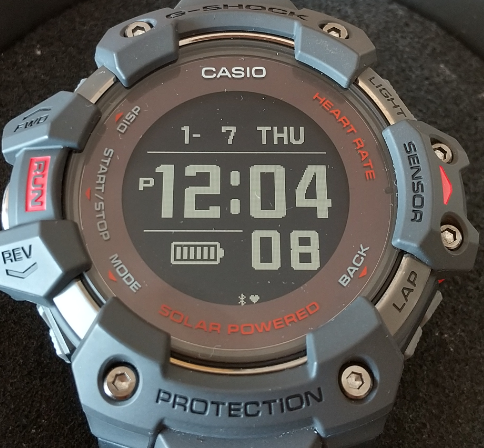 G-SHOCK
CASIO
LIGHT
DISP
HEART RATE
FWD
1- 7 THU
START/STOP
SENSOR
RUN
P 12:04
08
REV
MODE
BACK
LAP
SOLAR POWERED
PROTECTION